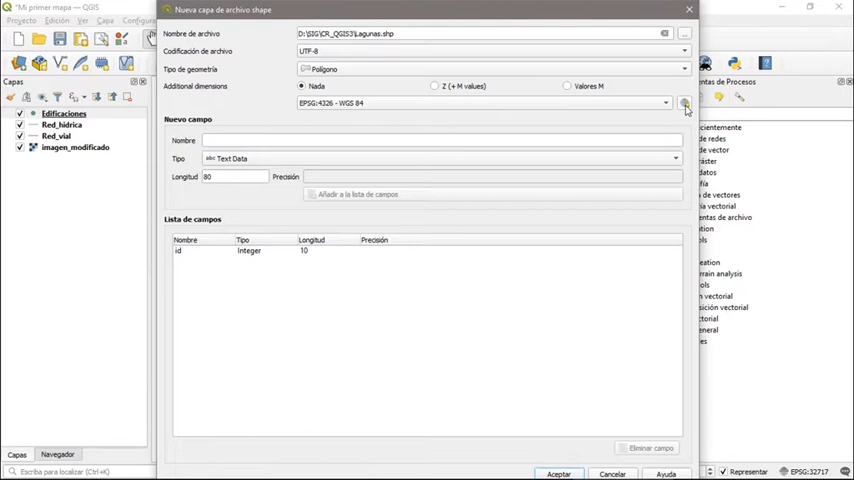 *Mi primer mapa — QGIS
Nueva capa de archivo shape
Proyecto Edición Ver Capa Configura
Nombre de archivo D:\SIG\CR_QGIS3\Lagunas.shp ...
Codificación de archivo UTF-8
Tipo de geometría Polígono
Additional dimensions Nada Z (+ M values) Valores M
EPSG:4326 - WGS 84
Capas
Edificaciones
Red_hidrica
Red_vial
imagen_modificado
Nuevo campo
Nombre
Tipo abc Text Data
Longitud 80 Precisión
Añadir a la lista de campos
Lista de campos
Nombre Tipo Longitud Precisión
id Integer 10
Eliminar campo
Aceptar Cancelar Ayuda
entas de Procesos
cientemente
de redes
de vector
ráster
datos
fía
a de vectores
ía vectorial
entas de archivo
ation
ols
eation
rrain analysis
ols
n vectorial
sición vectorial
ctorial
es
Capas Navegador
Escriba para localizar (Ctrl+K)
Representar EPSG:32717